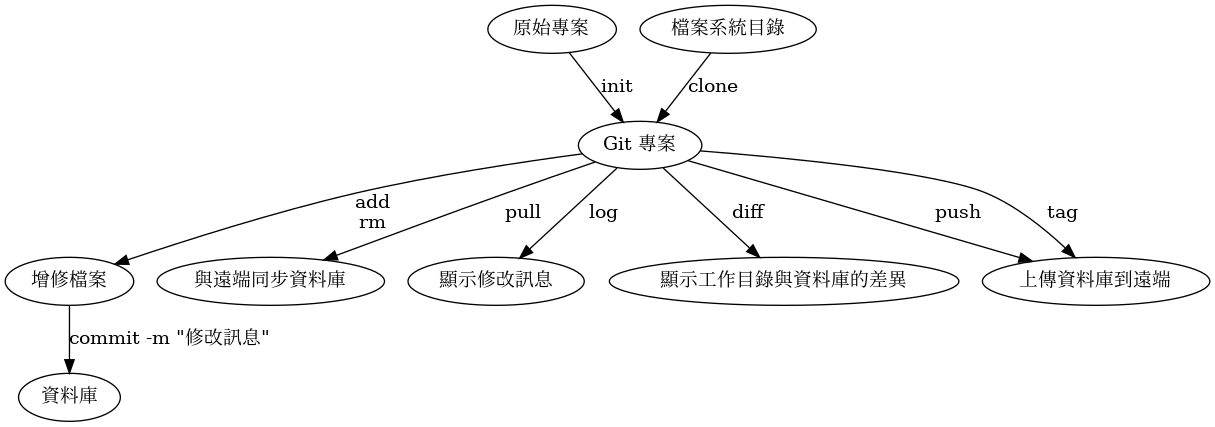 原始專案
檔案系統目錄
init
clone
Git 專案
add
rm
pull
log
diff
push
tag
增修檔案
與遠端同步資料庫
顯示修改訊息
顯示工作目錄與資料庫的差異
上傳資料庫到遠端
commit -m "修改訊息"
資料庫